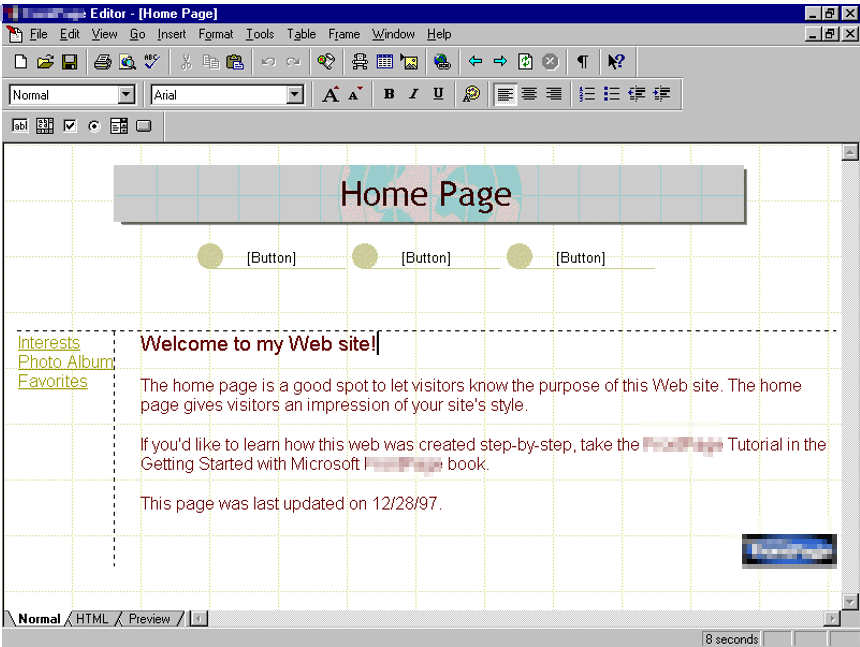 Editor - [Home Page]
File Edit View Go Insert Format Tools Table Frame Window Help
ABC
Normal Arial A A B I U
abl
Home Page
[Button] [Button] [Button]
Interests
Photo Album
Favorites
Welcome to my Web site!
The home page is a good spot to let visitors know the purpose of this Web site. The home
page gives visitors an impression of your site's style.
If you'd like to learn how this web was created step-by-step, take the Tutorial in the
Getting Started with Microsoft book.
This page was last updated on 12/28/97.
Normal HTML Preview
8 seconds